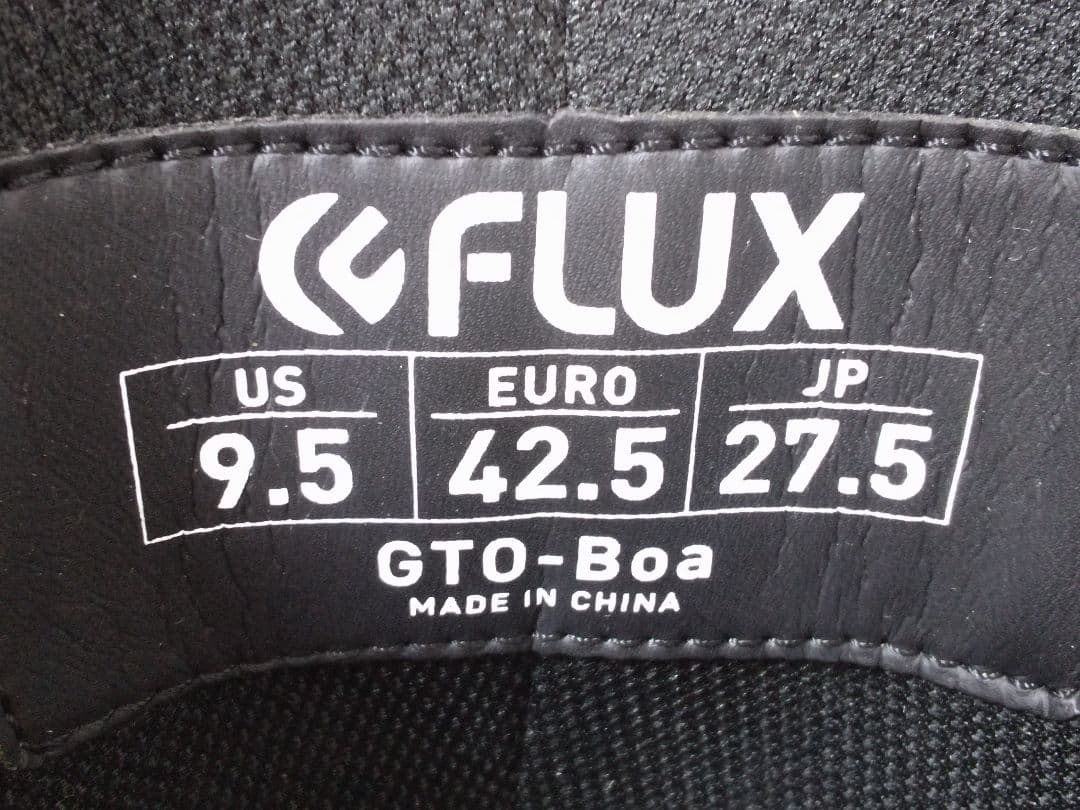 FLUX
US EURO JP
9.5 42.5 27.5
GTO-Boa
MADE IN CHINA